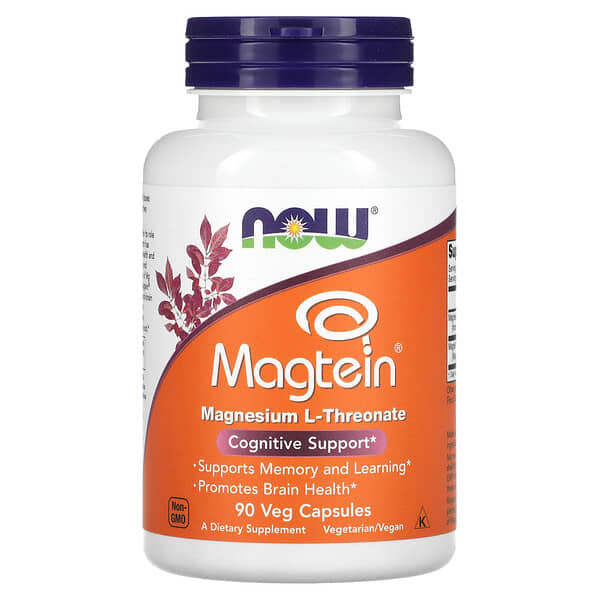 NOW®
Magtein®
Magnesium L-Threonate
Cognitive Support*
•Supports Memory and Learning*
•Promotes Brain Health*
90 Veg Capsules
Non-
GMO
A Dietary Supplement Vegetarian/Vegan
K